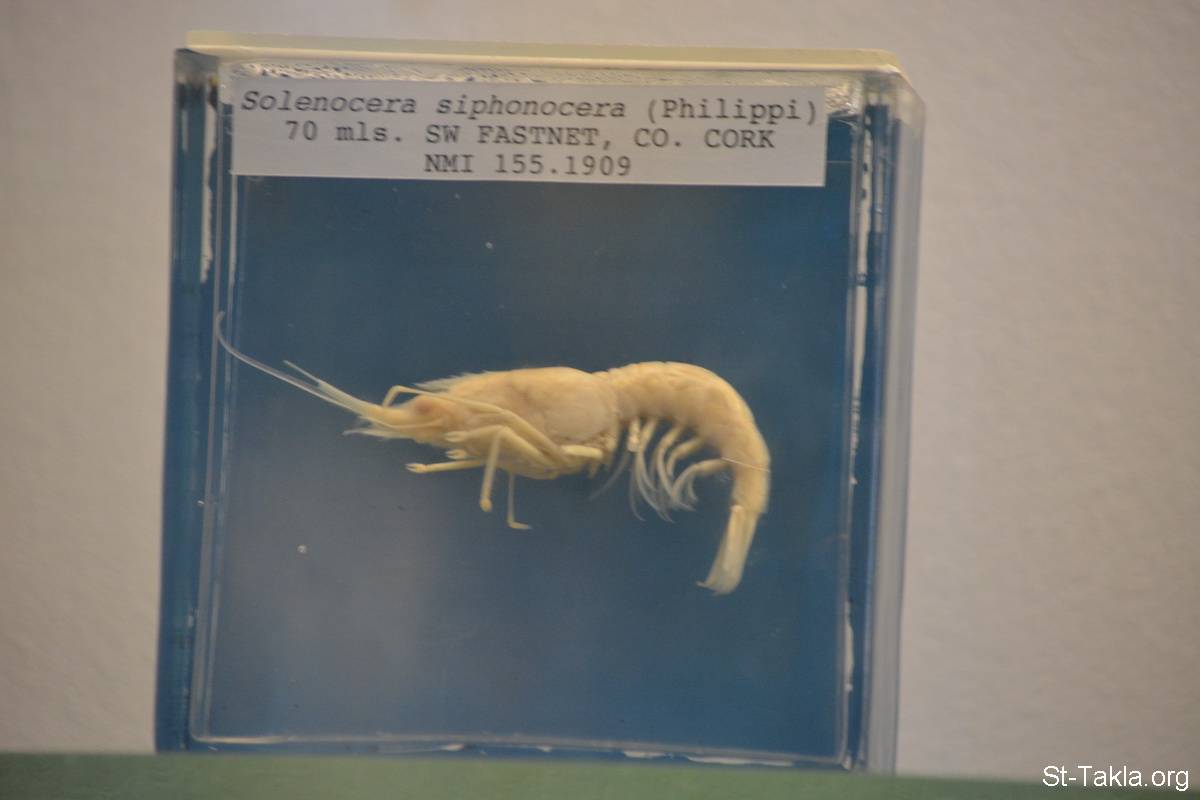 Solenocera siphonocera (Philippi)
70 mls. SW FASTNET, CO. CORK
NMI 155.1909
St-Takla.org